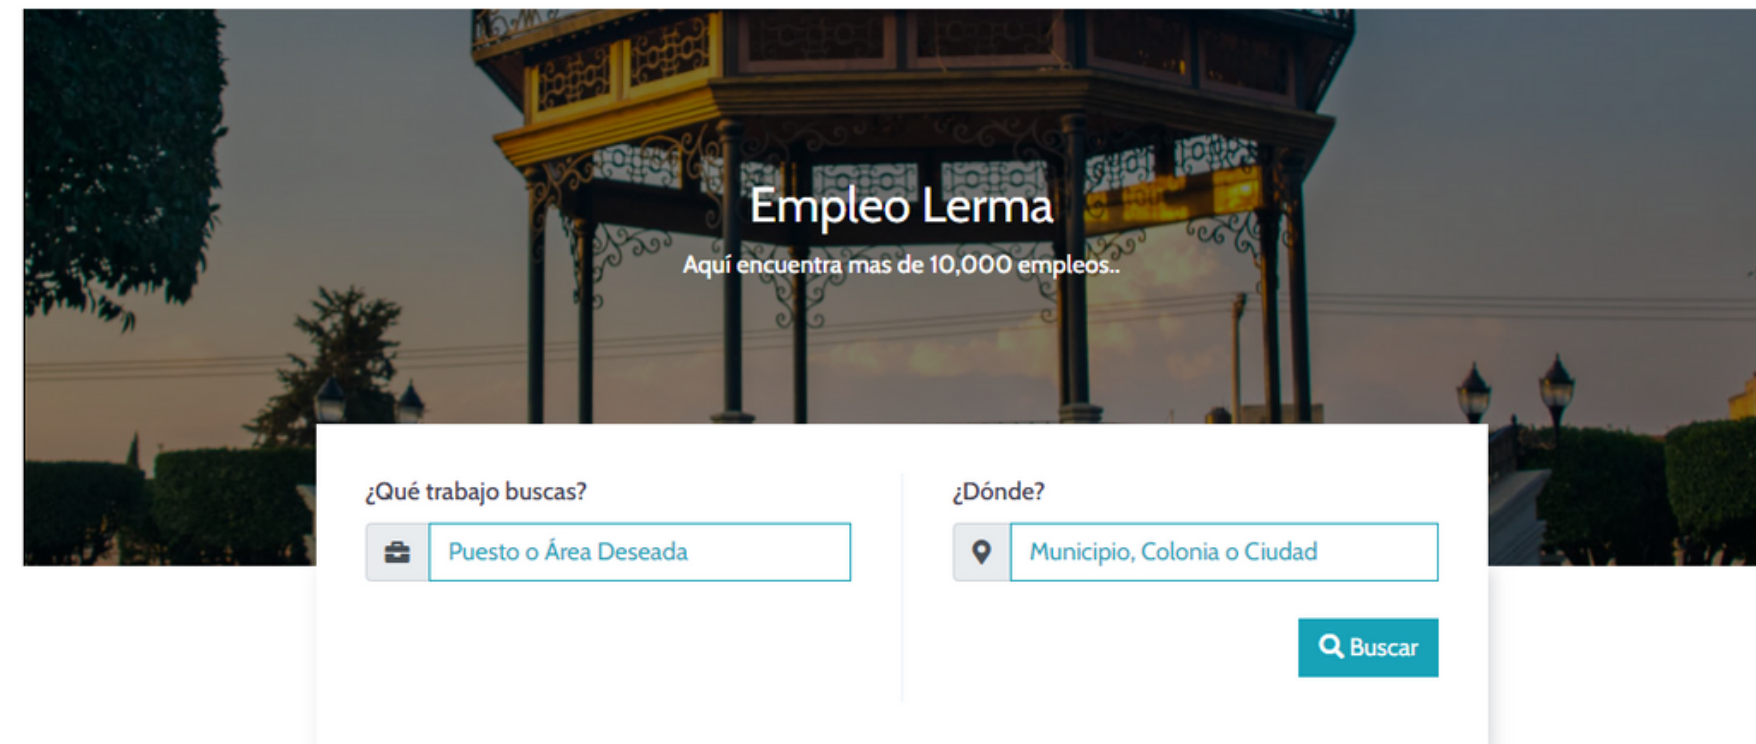 Empleo Lerma
Aquí encuentra mas de 10,000 empleos..
¿Qué trabajo buscas?
Puesto o Área Deseada
¿Dónde?
Municipio, Colonia o Ciudad
Buscar